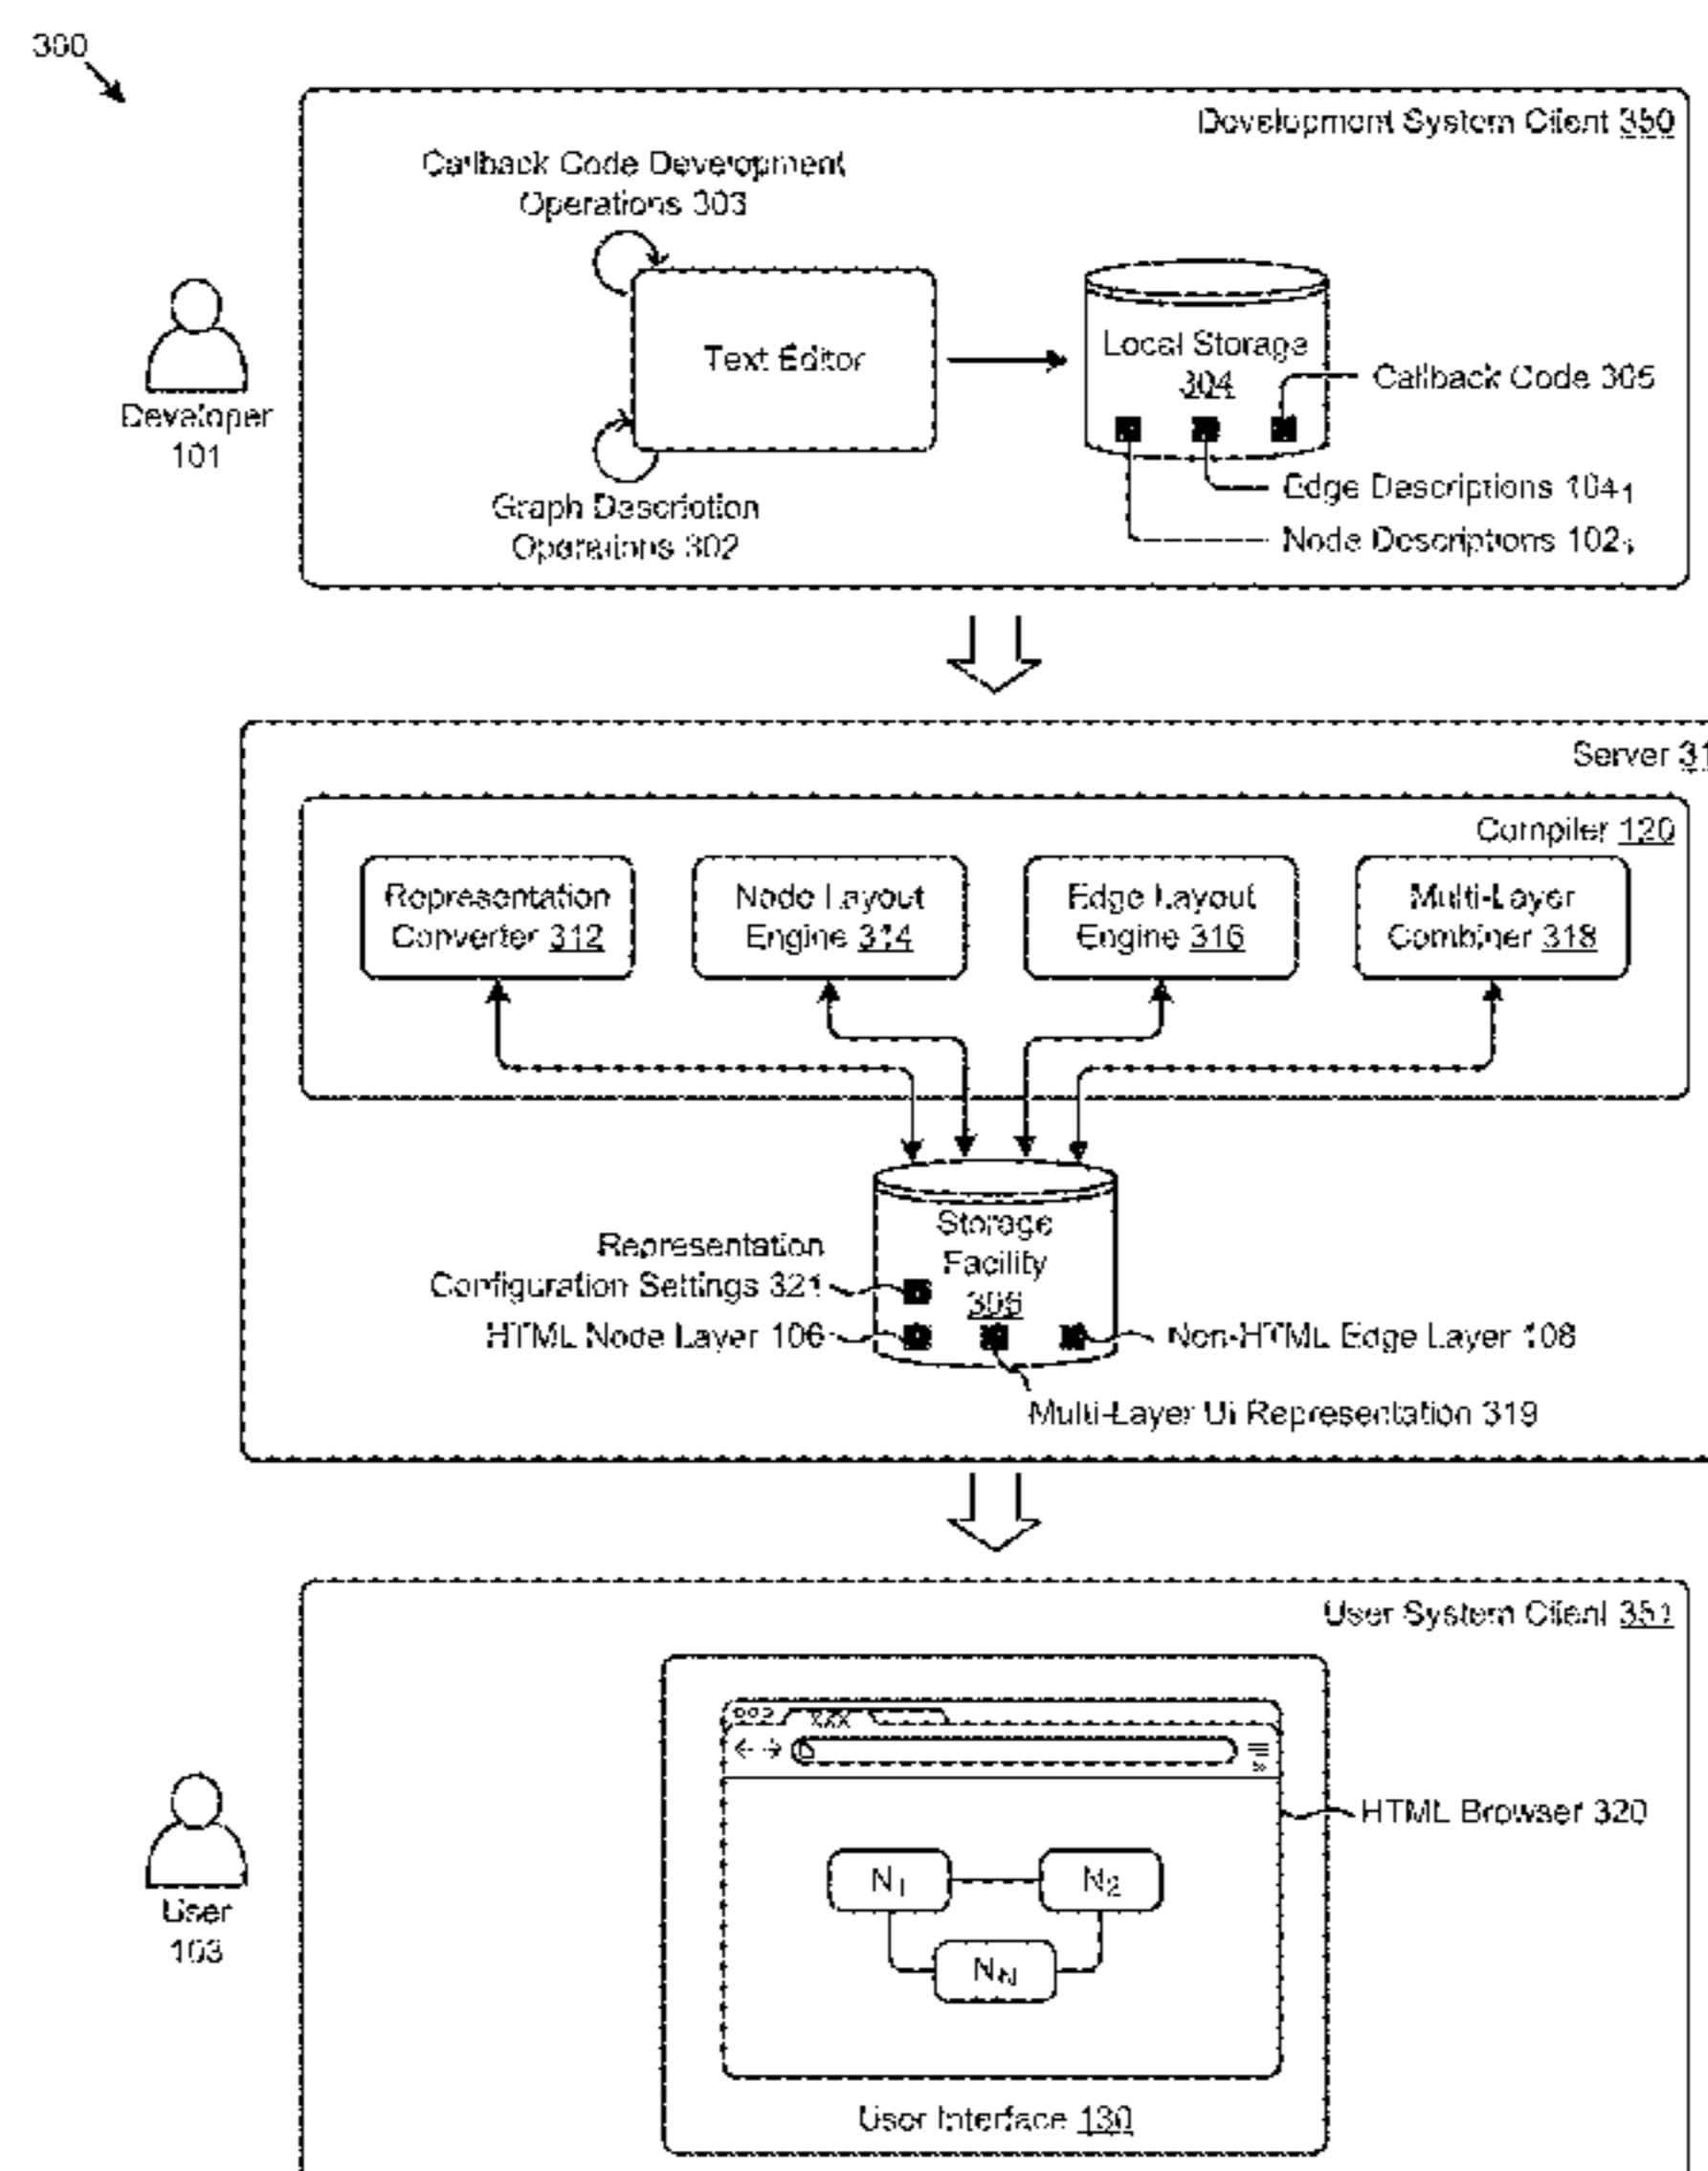 300
Development System Client 350
Callback Code Development
Operations 303
Text Editor
Local Storage
304
Callback Code 305
Developer
101
Edge Descriptions 104₁
Graph Description
Operations 302
Node Descriptions 102₁
Server 31
Compiler 120
Representation
Converter 312
Node Layout
Engine 314
Edge Layout
Engine 316
Multi-Layer
Combiner 318
Storage
Facility
Representation
Configuration Settings 321
HTML Node Layer 106
Non-HTML Edge Layer 108
Multi-Layer UI Representation 319
User System Client 351
XXX
HTML Browser 320
N₁
N₂
User
103
N_N
User Interface 130